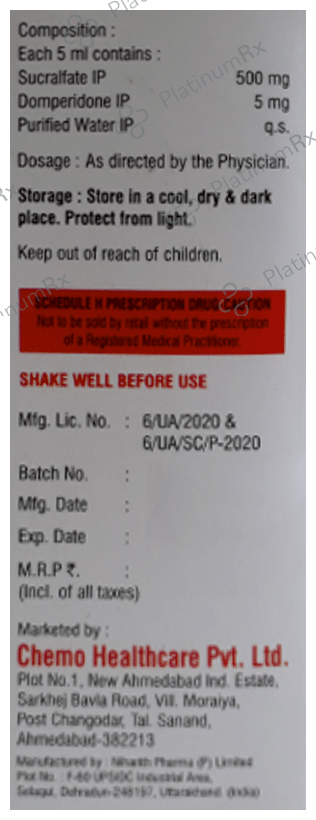 Composition :
Each 5 ml contains :
Sucralfate IP 500 mg
Domperidone IP 5 mg
Purified Water IP q.s.
Dosage : As directed by the Physician.
Storage : Store in a cool, dry & dark
place. Protect from light.
Keep out of reach of children.
SCHEDULE H PRESCRIPTION DRUG-CAUTION
Not to be sold by retail without the prescription
of a Registered Medical Practitioner.
SHAKE WELL BEFORE USE
Mfg. Lic. No. : 6/UA/2020 &
6/UA/SC/P-2020
Batch No. :
Mfg. Date :
Exp. Date :
M.R.P ₹. :
(Incl. of all taxes)
Marketed by :
Chemo Healthcare Pvt. Ltd.
Plot No.1, New Ahmedabad Ind. Estate,
Sarkhej Bavla Road, Vill. Moraiya,
Post Changodar, Tal. Sanand,
Ahmedabad-382213
Manufactured by : Pharma (P) Limited
Plot No. : F-60 UPSIDC Industrial Area,
Selaqui, Dehradun-248197, Uttarakhand. (India)
PlatinumRx